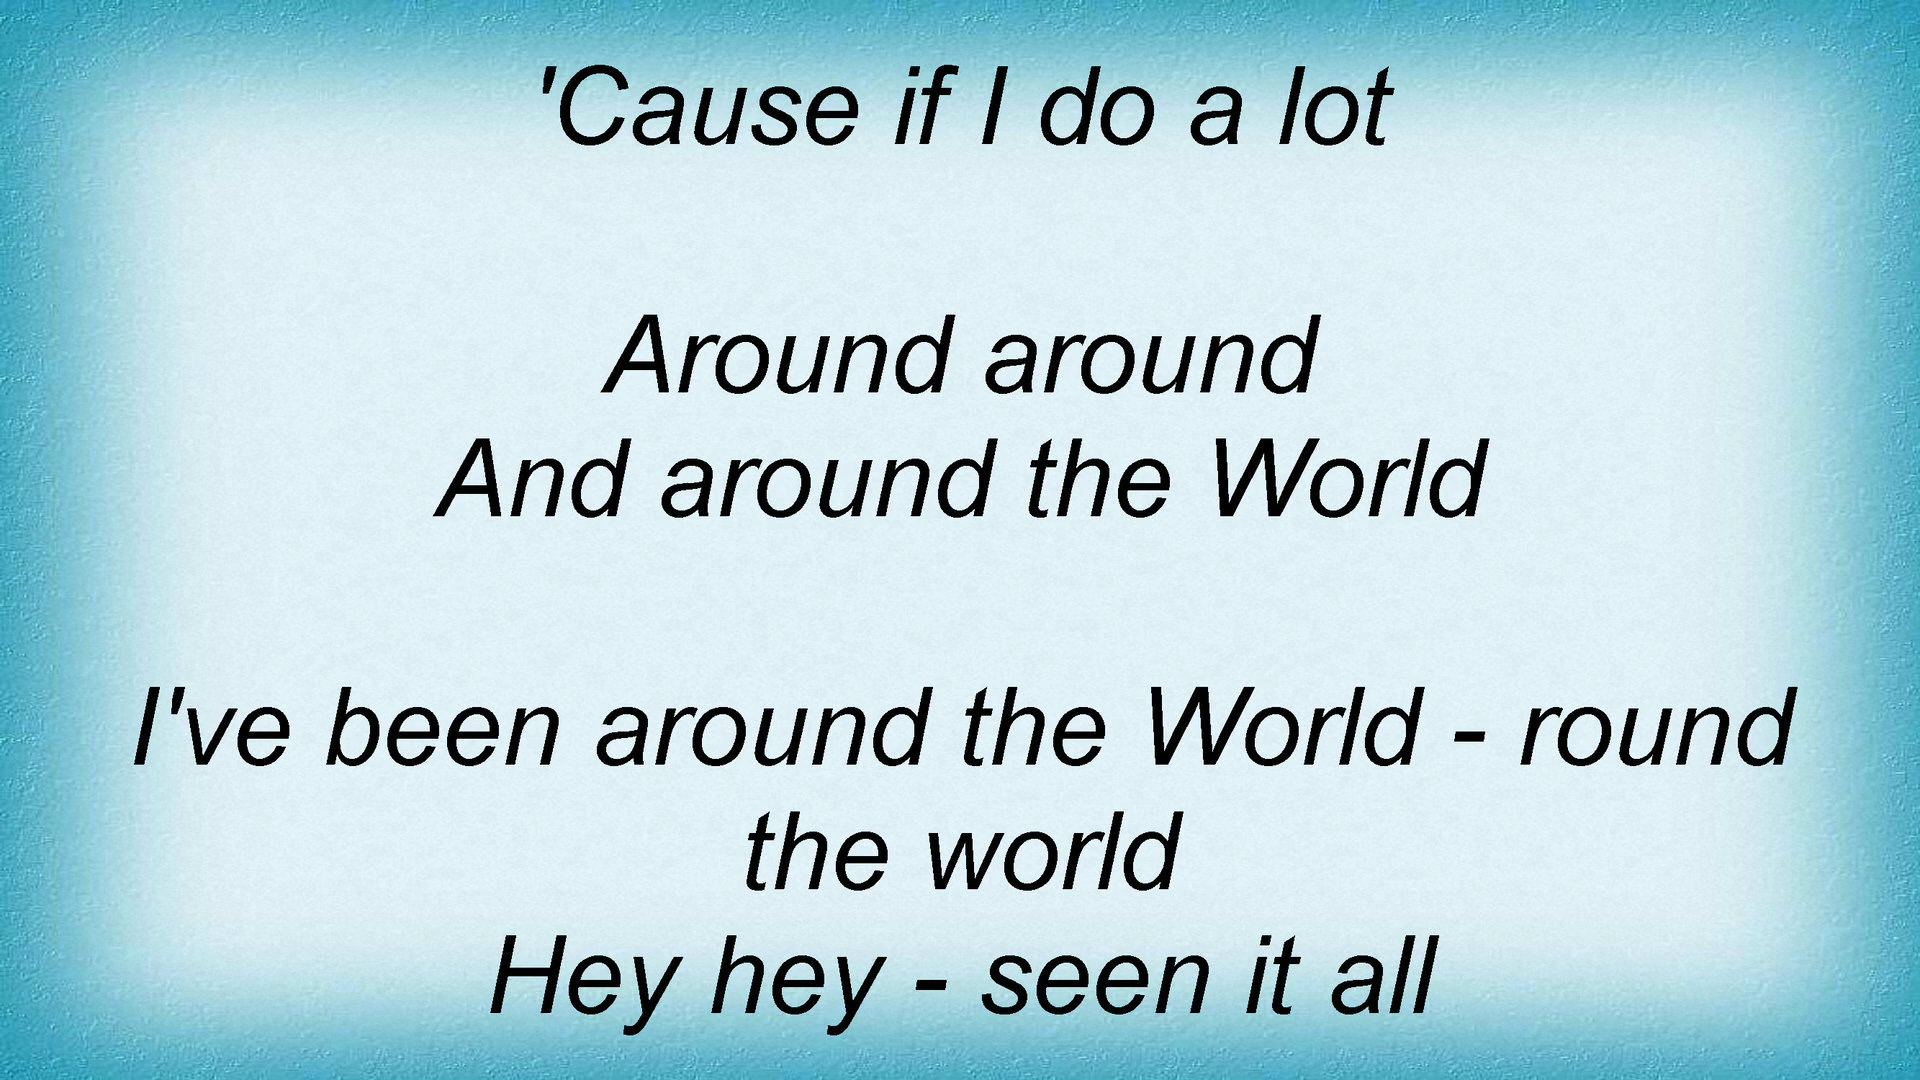 'Cause if I do a lot
Around around
And around the World
I've been around the World - round
the world
Hey hey - seen it all